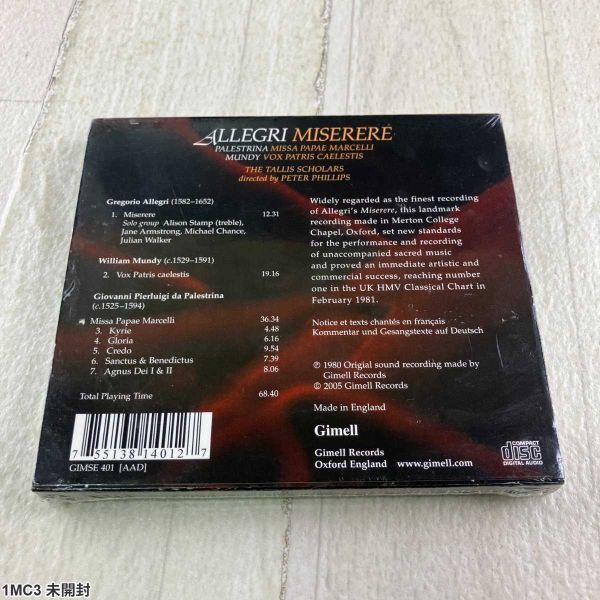 ALLEGRI MISERERE
PALESTRINA MISSA PAPAE MARCELLI
MUNDY VOX PATRIS CAELESTIS
THE TALLIS SCHOLARS
directed by PETER PHILLIPS
Gregorio Allegri (1582-1652)
1. Miserere 12.31
Solo group Alison Stamp (treble),
Jane Armstrong, Michael Chance,
Julian Walker
William Mundy (c.1529-1591)
2. Vox Patris caelestis 19.16
Giovanni Pierluigi da Palestrina
(c.1525-1594)
Missa Papae Marcelli 36.34
3. Kyrie 4.48
4. Gloria 6.16
5. Credo 9.54
6. Sanctus & Benedictus 7.39
7. Agnus Dei I & II 8.06
Total Playing Time 68.40
7 55138 14012 7
GIMSE 401 [AAD]
Widely regarded as the finest recording
of Allegri's Miserere, this landmark
recording made in Merton College
Chapel, Oxford, set new standards
for the performance and recording
of unaccompanied sacred music
and proved an immediate artistic and
commercial success, reaching number
one in the UK HMV Classical Chart in
February 1981.
Notice et texts chantés en français
Kommentar und Gesangstexte auf Deutsch
℗ 1980 Origial sound recording made by
Gimell Records
© 2005 Gimell Records
Made in England
Gimell
Gimell Records
Oxford England www.gimell.com
COMPACT
disc
DIGITAL AUDIO
1MC3 未開封